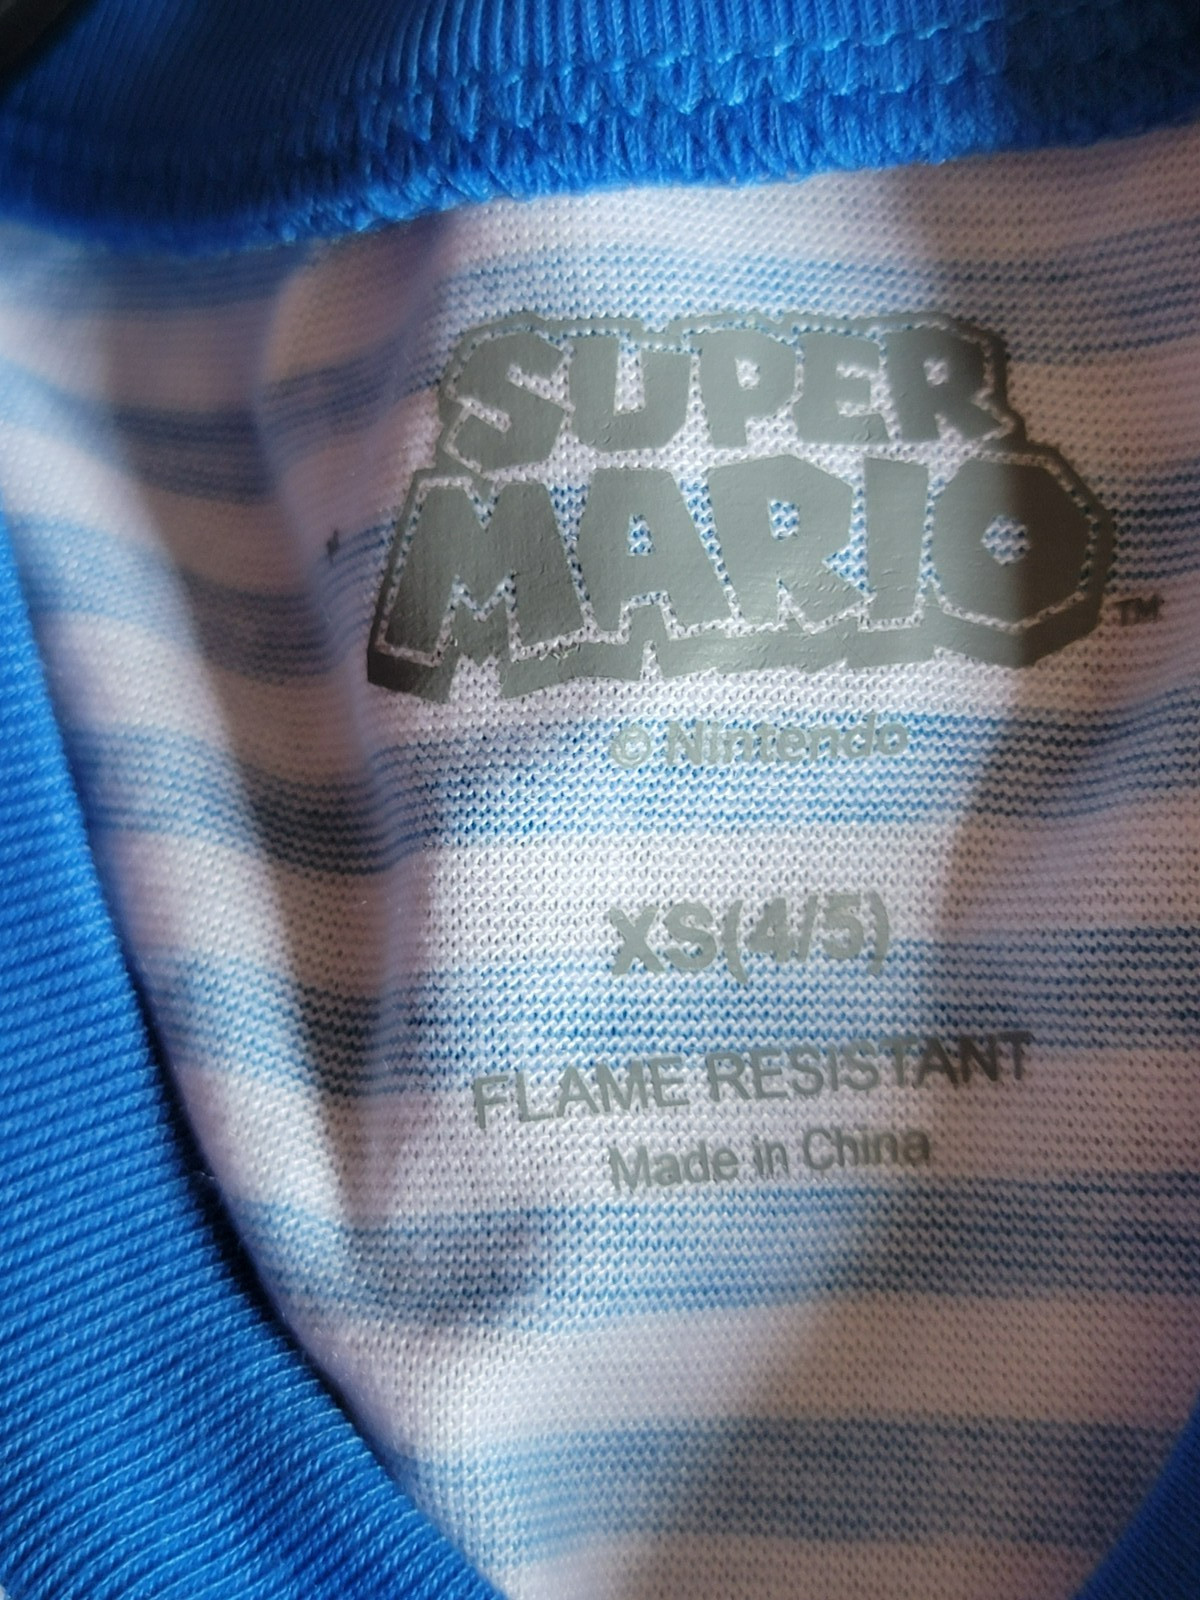 SUPER
MARIO
TM
© Nintendo
XS(4/5)
FLAME RESISTANT
Made in China